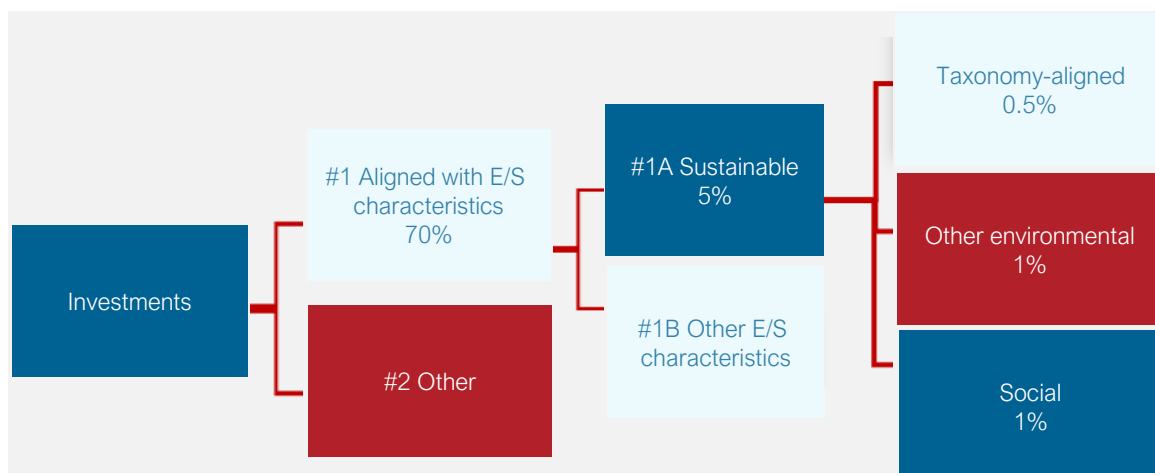 Investments
#1 Aligned with E/S
characteristics
70%
#2 Other
#1A Sustainable
5%
#1B Other E/S
characteristics
Taxonomy-aligned
0.5%
Other environmental
1%
Social
1%